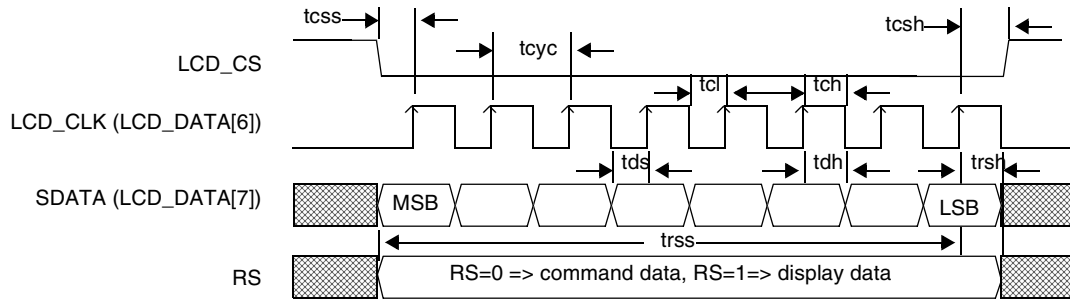 tcss
tcsh
tcyc
LCD_CS
tcl
tch
LCD_CLK (LCD_DATA[6])
tds
tdh
trsh
SDATA (LCD_DATA[7])
MSB
LSB
trss
RS
RS=0 => command data, RS=1=> display data